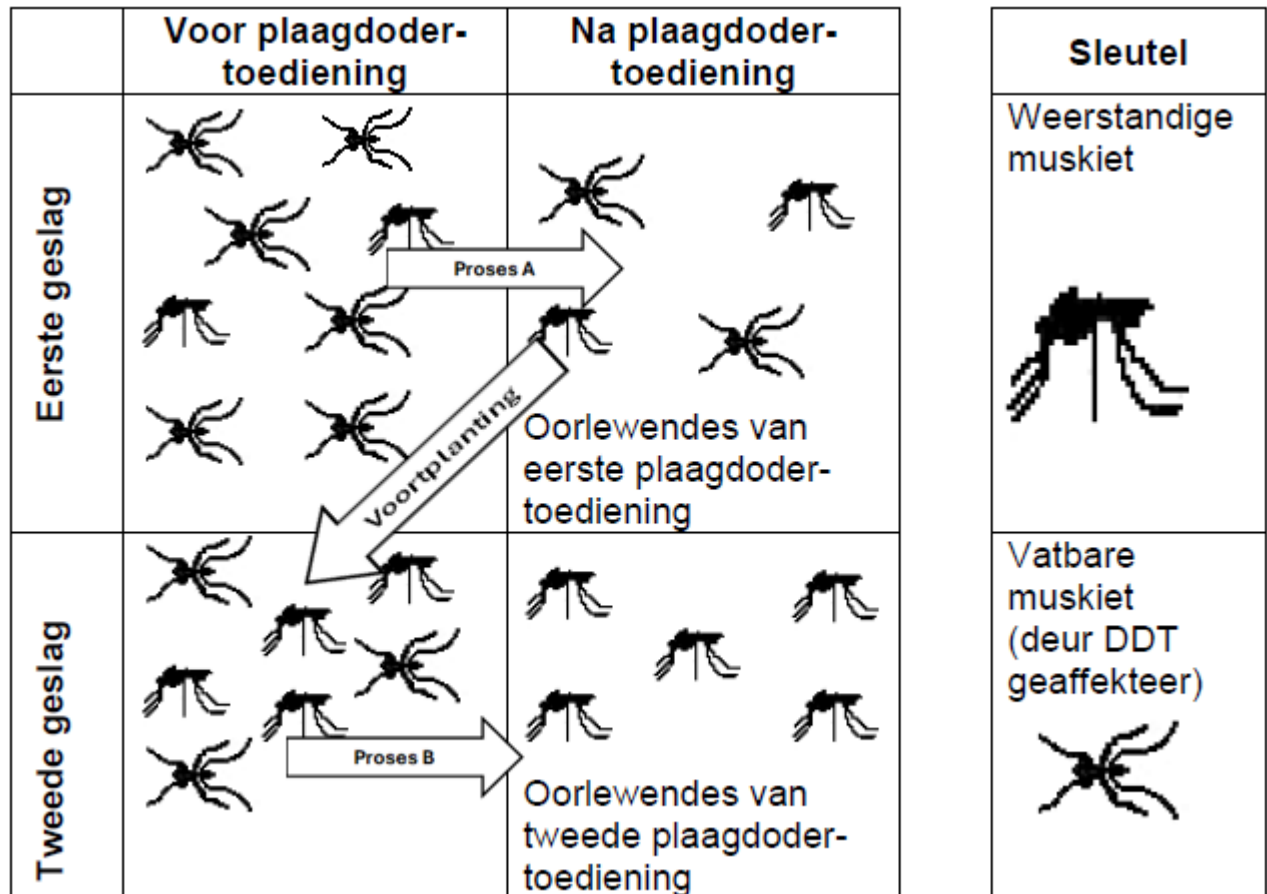 Voor plaagdoder-
toediening
Na plaagdoder-
toediening
Sleutel
Eerste geslag
Proses A
Voortplanting
Oorlewendes van
eerste plaagdoder-
toediening
Weerstandige
muskiet
Tweede geslag
Proses B
Oorlewendes van
tweede plaagdoder-
toediening
Vatbare
muskiet
(deur DDT
geaffekteer)